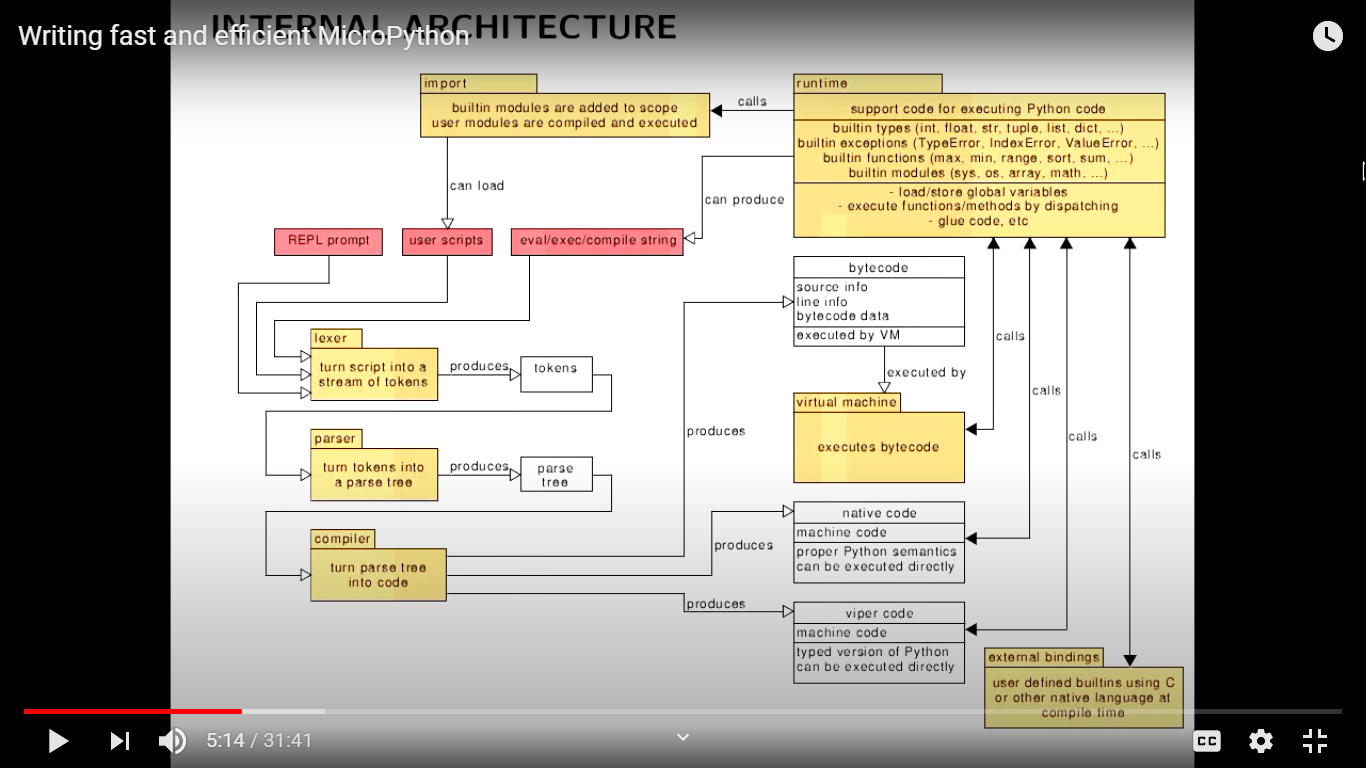 INTERNAL ARCHITECTURE
Writing fast and efficient MicroPython
import
builtin modules are added to scope
user modules are compiled and executed
calls
runtime
support code for executing Python code
builtin types (int, float, str, tuple, list, dict, ...)
builtin exceptions (TypeError, IndexError, ValueError, ...)
builtin functions (max, min, range, sort, sum, ...)
builtin modules (sys, os, array, math, ...)
- load/store global variables
- execute functions/methods by dispatching
- glue code, etc
can load
can produce
REPL prompt
user scripts
eval/exec/compile string
bytecode
source info
line info
bytecode data
executed by VM
executed by
calls
calls
calls
calls
lexer
turn script into a
stream of tokens
produces
tokens
virtual machine
executes bytecode
produces
parser
turn tokens into
a parse tree
produces
parse
tree
native code
machine code
proper Python semantics
can be executed directly
produces
compiler
turn parse tree
into code
produces
viper code
machine code
typed version of Python
can be executed directly
external bindings
user defined builtins using C
or other native language at
compile time
5:14 / 31:41
CC